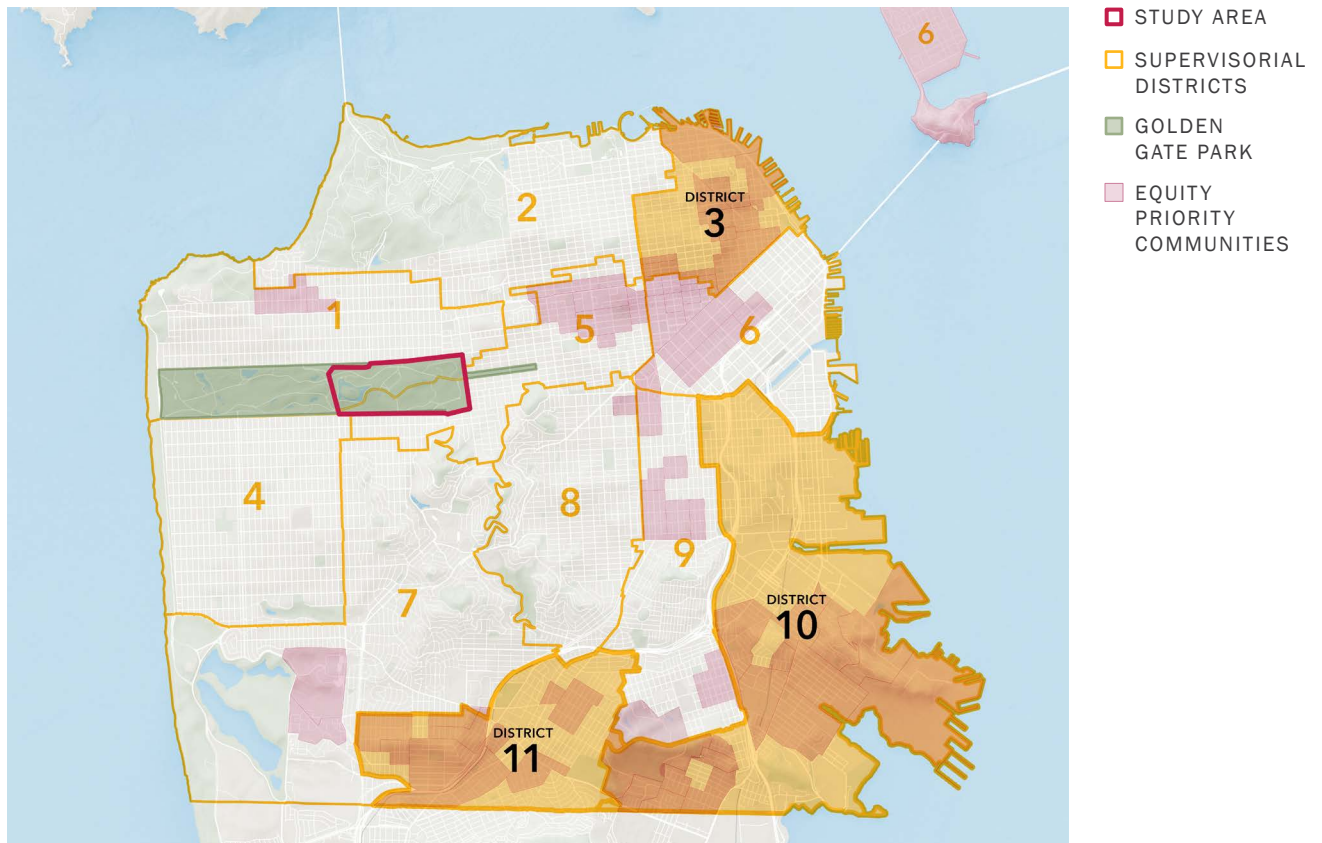 6
2
DISTRICT
3
1
5
6
4
8
9
7
DISTRICT
10
DISTRICT
11
STUDY AREA
SUPERVISORIAL
DISTRICTS
GOLDEN
GATE PARK
EQUITY
PRIORITY
COMMUNITIES